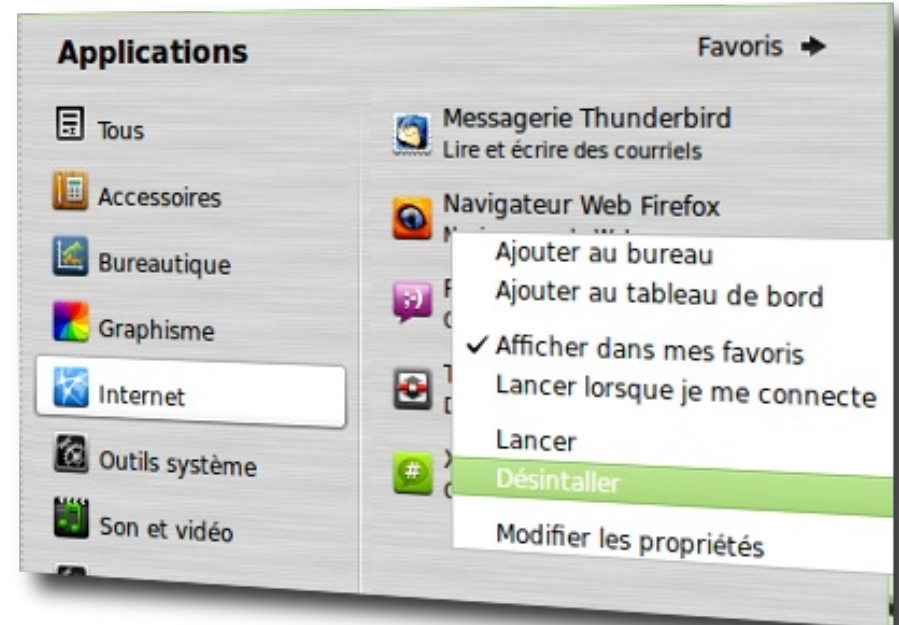 Applications
Favoris
Tous
Accessoires
Bureautique
Graphisme
Internet
Outils système
Son et vidéo
Messagerie Thunderbird
Lire et écrire des courriels
Navigateur Web Firefox
Ajouter au bureau
Ajouter au tableau de bord
Afficher dans mes favoris
Lancer lorsque je me connecte
Lancer
Désintaller
Modifier les propriétés